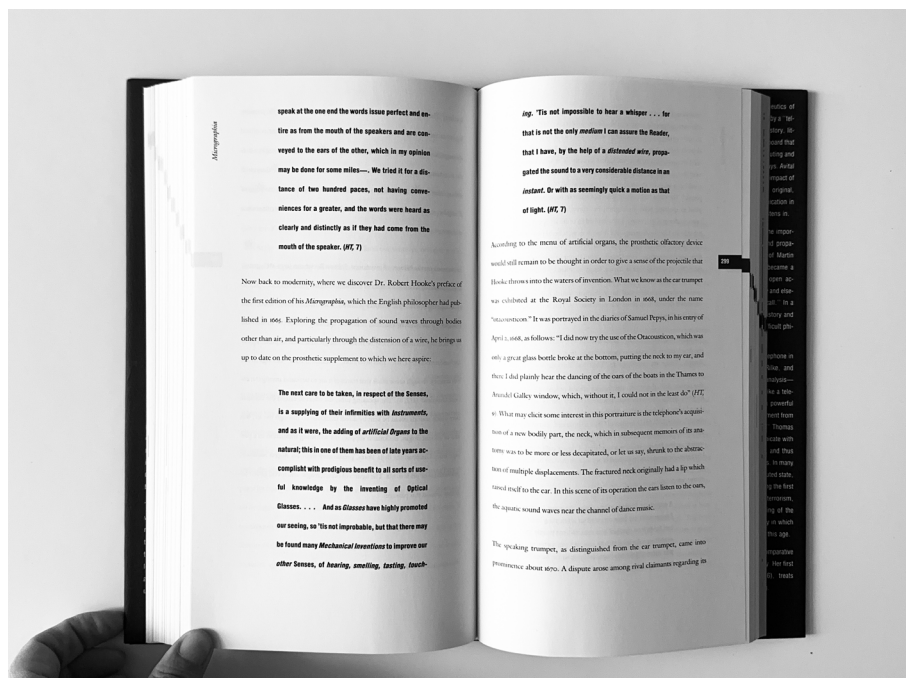 Micrographia
speak at the one end the words issue perfect and en-
tire as from the mouth of the speakers and are con-
veyed to the ears of the other, which in my opinion
may be done for some miles—. We tried it for a dis-
tance of two hundred paces, not having conve-
niences for a greater, and the words were heard as
clearly and distinctly as if they had come from the
mouth of the speaker. (HT, 7)
Now back to modernity, where we discover Dr. Robert Hooke's preface of
the first edition of his Micrographia, which the English philosopher had pub-
lished in 1665. Exploring the propagation of sound waves through bodies
other than air, and particularly through the distension of a wire, he brings us
up to date on the prosthetic supplement to which we here aspire:
The next care to be taken, in respect of the Senses,
is a supplying of their infirmities with Instruments,
and as it were, the adding of artificial Organs to the
natural; this in one of them has been of late years ac-
complisht with prodigious benefit to all sorts of use-
ful knowledge by the inventing of Optical
Glasses. . . . And as Glasses have highly promoted
our seeing, so 'tis not improbable, but that there may
be found many Mechanical Inventions to improve our
other Senses, of hearing, smelling, tasting, touch-
ing. 'Tis not impossible to hear a whisper . . . for
that is not the only medium I can assure the Reader,
that I have, by the help of a distended wire, propa-
gated the sound to a very considerable distance in an
instant. Or with as seemingly quick a motion as that
of light. (HT, 7)
According to the menu of artificial organs, the prosthetic olfactory device
would still remain to be thought in order to give a sense of the projectile that
Hooke throws into the waters of invention. What we know as the ear trumpet
was exhibited at the Royal Society in London in 1668, under the name
"otacousticon." It was portrayed in the diaries of Samuel Pepys, in his entry of
April 2, 1668, as follows: "I did now try the use of the Otacousticon, which was
only a great glass bottle broke at the bottom, putting the neck to my ear, and
there I did plainly hear the dancing of the oars of the boats in the Thames to
Arundel Galley window, which, without it, I could not in the least do" (HT,
9) What may elicit some interest in this portraiture is the telephone's acquisi-
tion of a new bodily part, the neck, which in subsequent memoirs of its ana-
tomy was to be more or less decapitated, or let us say, shrunk to the abstrac-
tion of multiple displacements. The fractured neck originally had a lip which
raised itself to the ear. In this scene of its operation the ears listen to the oars,
the aquatic sound waves near the channel of dance music.
The speaking trumpet, as distinguished from the ear trumpet, came into
prominence about 1670. A dispute arose among rival claimants regarding its
299